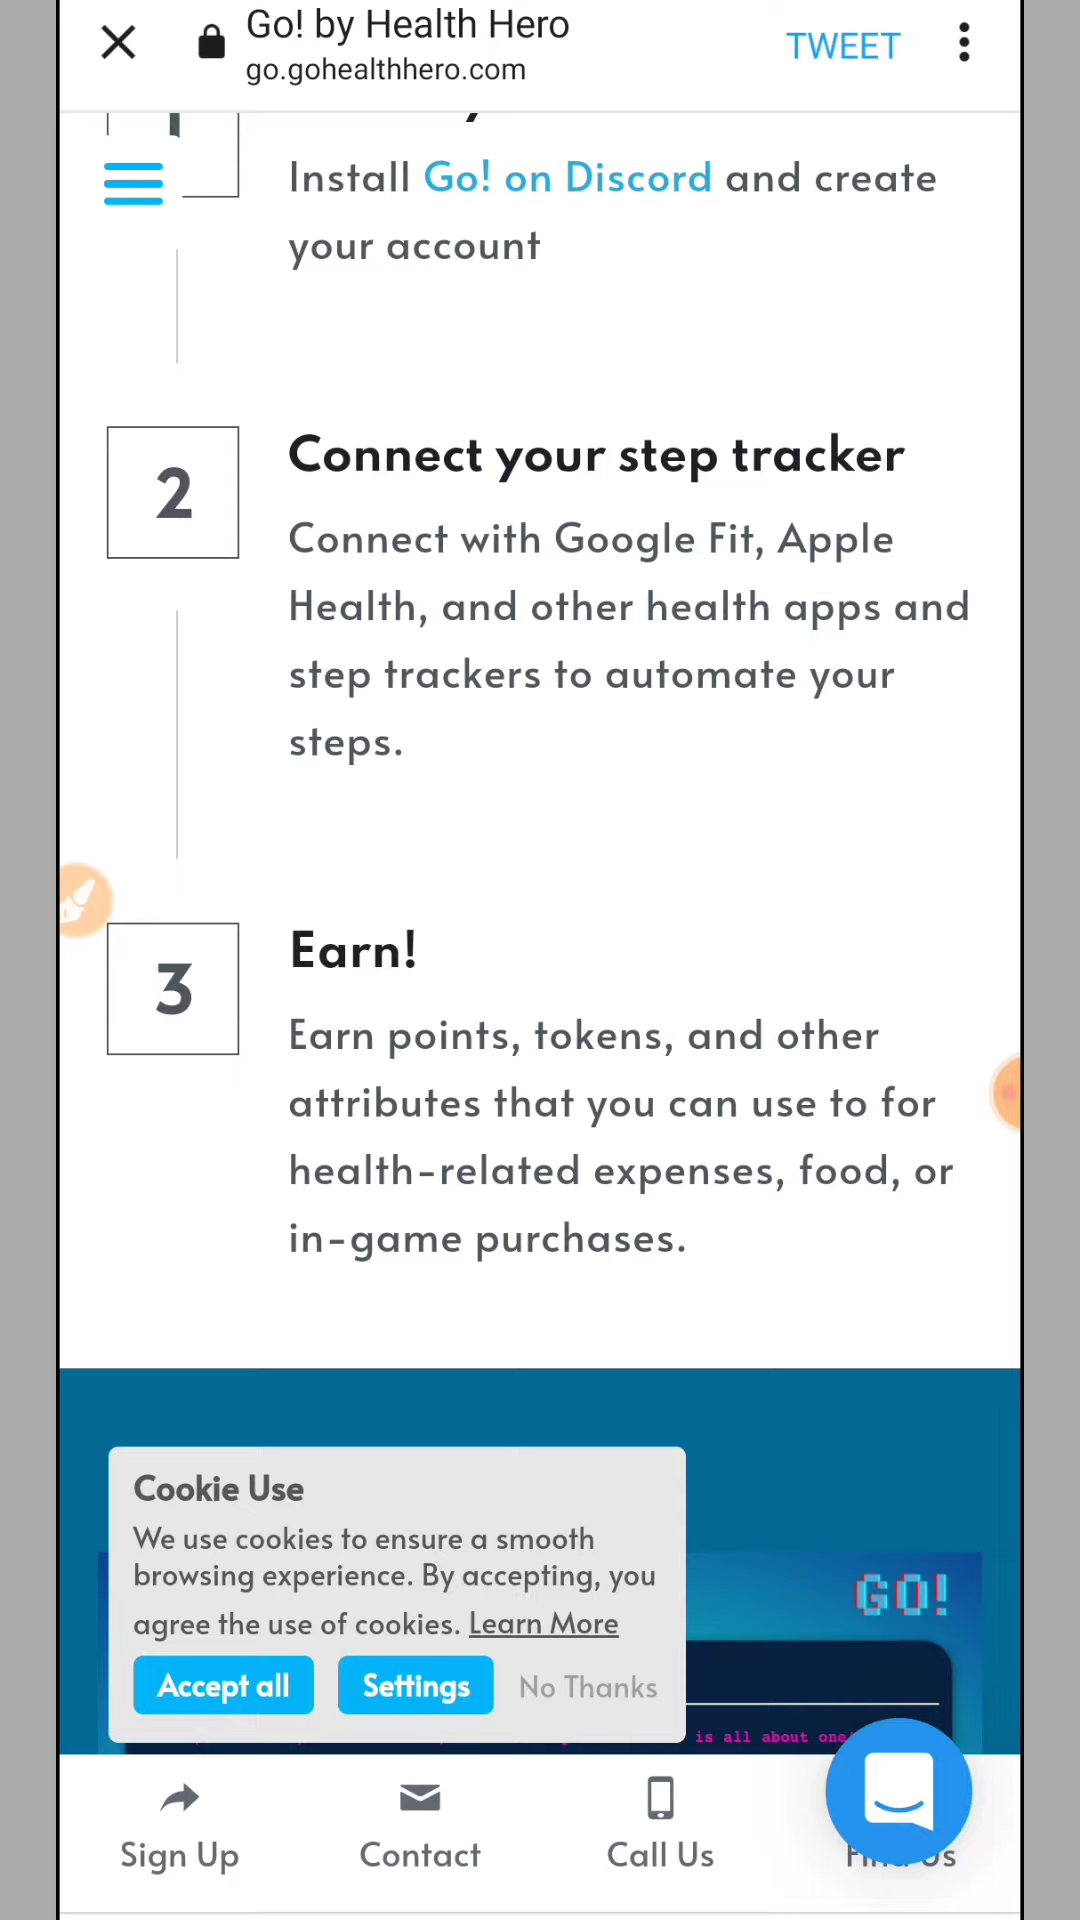 Go! by Health Hero
go.gohealthhero.com
TWEET
Install Go! on Discord and create
your account
2
Connect your step tracker
Connect with Google Fit, Apple
Health, and other health apps and
step trackers to automate your
steps.
3
Earn!
Earn points, tokens, and other
attributes that you can use to for
health-related expenses, food, or
in-game purchases.
Cookie Use
We use cookies to ensure a smooth
browsing experience. By accepting, you
agree the use of cookies. Learn More
Accept all
Settings
No Thanks
GO!
is all about one
Sign Up
Contact
Call Us
Find Us